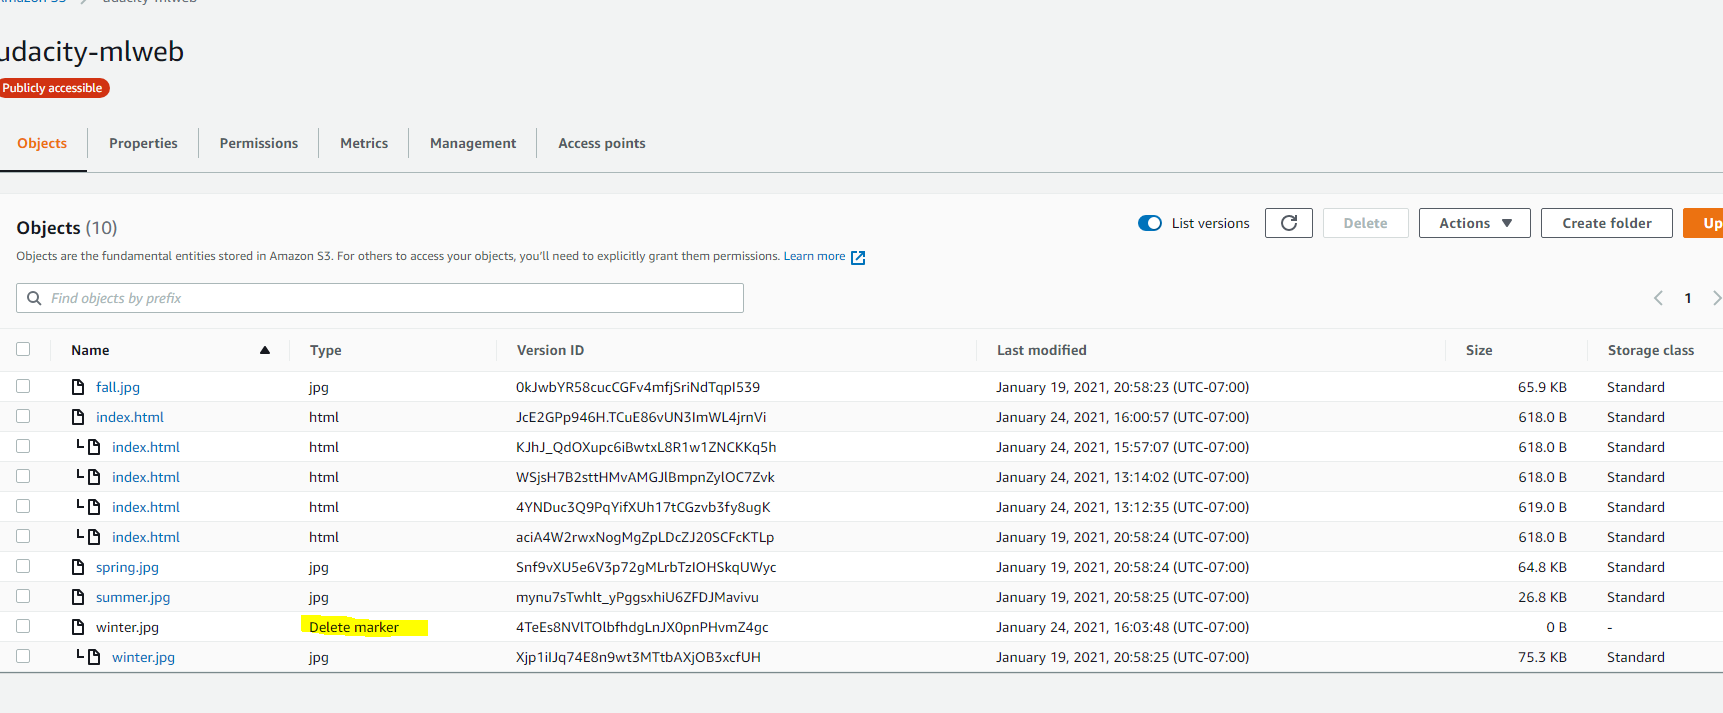 Amazon S3 > udacity-mlweb
udacity-mlweb
Publicly accessible
Objects Properties Permissions Metrics Management Access points
Objects (10) List versions Delete Actions Create folder Up
Objects are the fundamental entities stored in Amazon S3. For others to access your objects, you'll need to explicitly grant them permissions. Learn more
Find objects by prefix 1
Name Type Version ID Last modified Size Storage class
fall.jpg jpg 0kJwbYR58cucCGFv4mfjSriNdTqpI539 January 19, 2021, 20:58:23 (UTC-07:00) 65.9 KB Standard
index.html html JcE2GPp946H.TCuE86vUN3ImWL4jrnVi January 24, 2021, 16:00:57 (UTC-07:00) 618.0 B Standard
index.html html KJhJ_QdOXupc6iBwtxL8R1w1ZNCKKq5h January 24, 2021, 15:57:07 (UTC-07:00) 618.0 B Standard
index.html html WSjsH7B2sttHMvAMGJlBmpnZylOC7Zvk January 24, 2021, 13:14:02 (UTC-07:00) 618.0 B Standard
index.html html 4YNDuc3Q9PqYifXUh17tCGzvb3fy8ugK January 24, 2021, 13:12:35 (UTC-07:00) 619.0 B Standard
index.html html aciA4W2rwxNogMgZpLDcZJ20SCFcKTLp January 19, 2021, 20:58:24 (UTC-07:00) 618.0 B Standard
spring.jpg jpg Snf9vXU5e6V3p72gMLrbTzIOHSkqUWyc January 19, 2021, 20:58:24 (UTC-07:00) 64.8 KB Standard
summer.jpg jpg mynu7sTwhlt_yPggsxhiU6ZFDJMavivu January 19, 2021, 20:58:25 (UTC-07:00) 26.8 KB Standard
winter.jpg Delete marker 4TeEs8NVlTOlbfhdgLnJX0pnPHvmZ4gc January 24, 2021, 16:03:48 (UTC-07:00) 0 B -
winter.jpg jpg Xjp1iIJq74E8n9wt3MTtbAXjOB3xcfUH January 19, 2021, 20:58:25 (UTC-07:00) 75.3 KB Standard